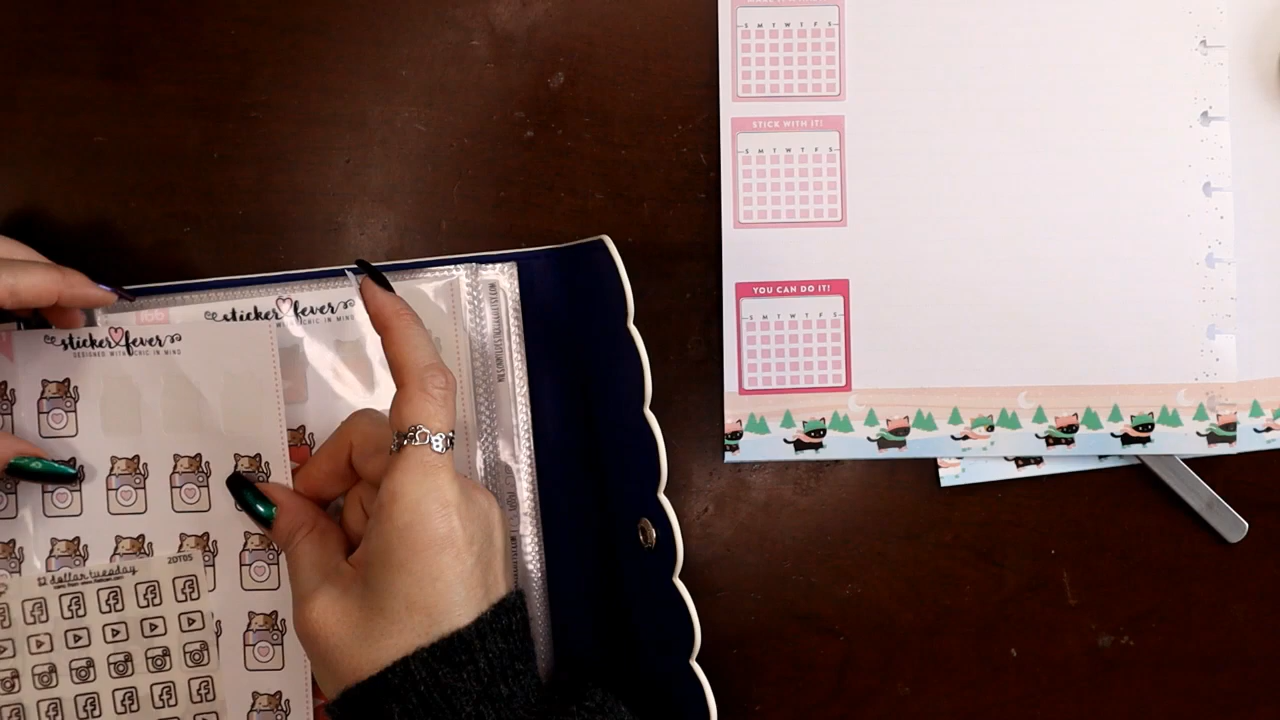 S M T W T F S
STICK WITH IT!
S M T W T F S
YOU CAN DO IT!
S M T W T F S
sticker fever
WITH CHIC IN MIND
sticker fever
DESIGNED WITH CHIC IN MIND
dollar tuesday
2DT05